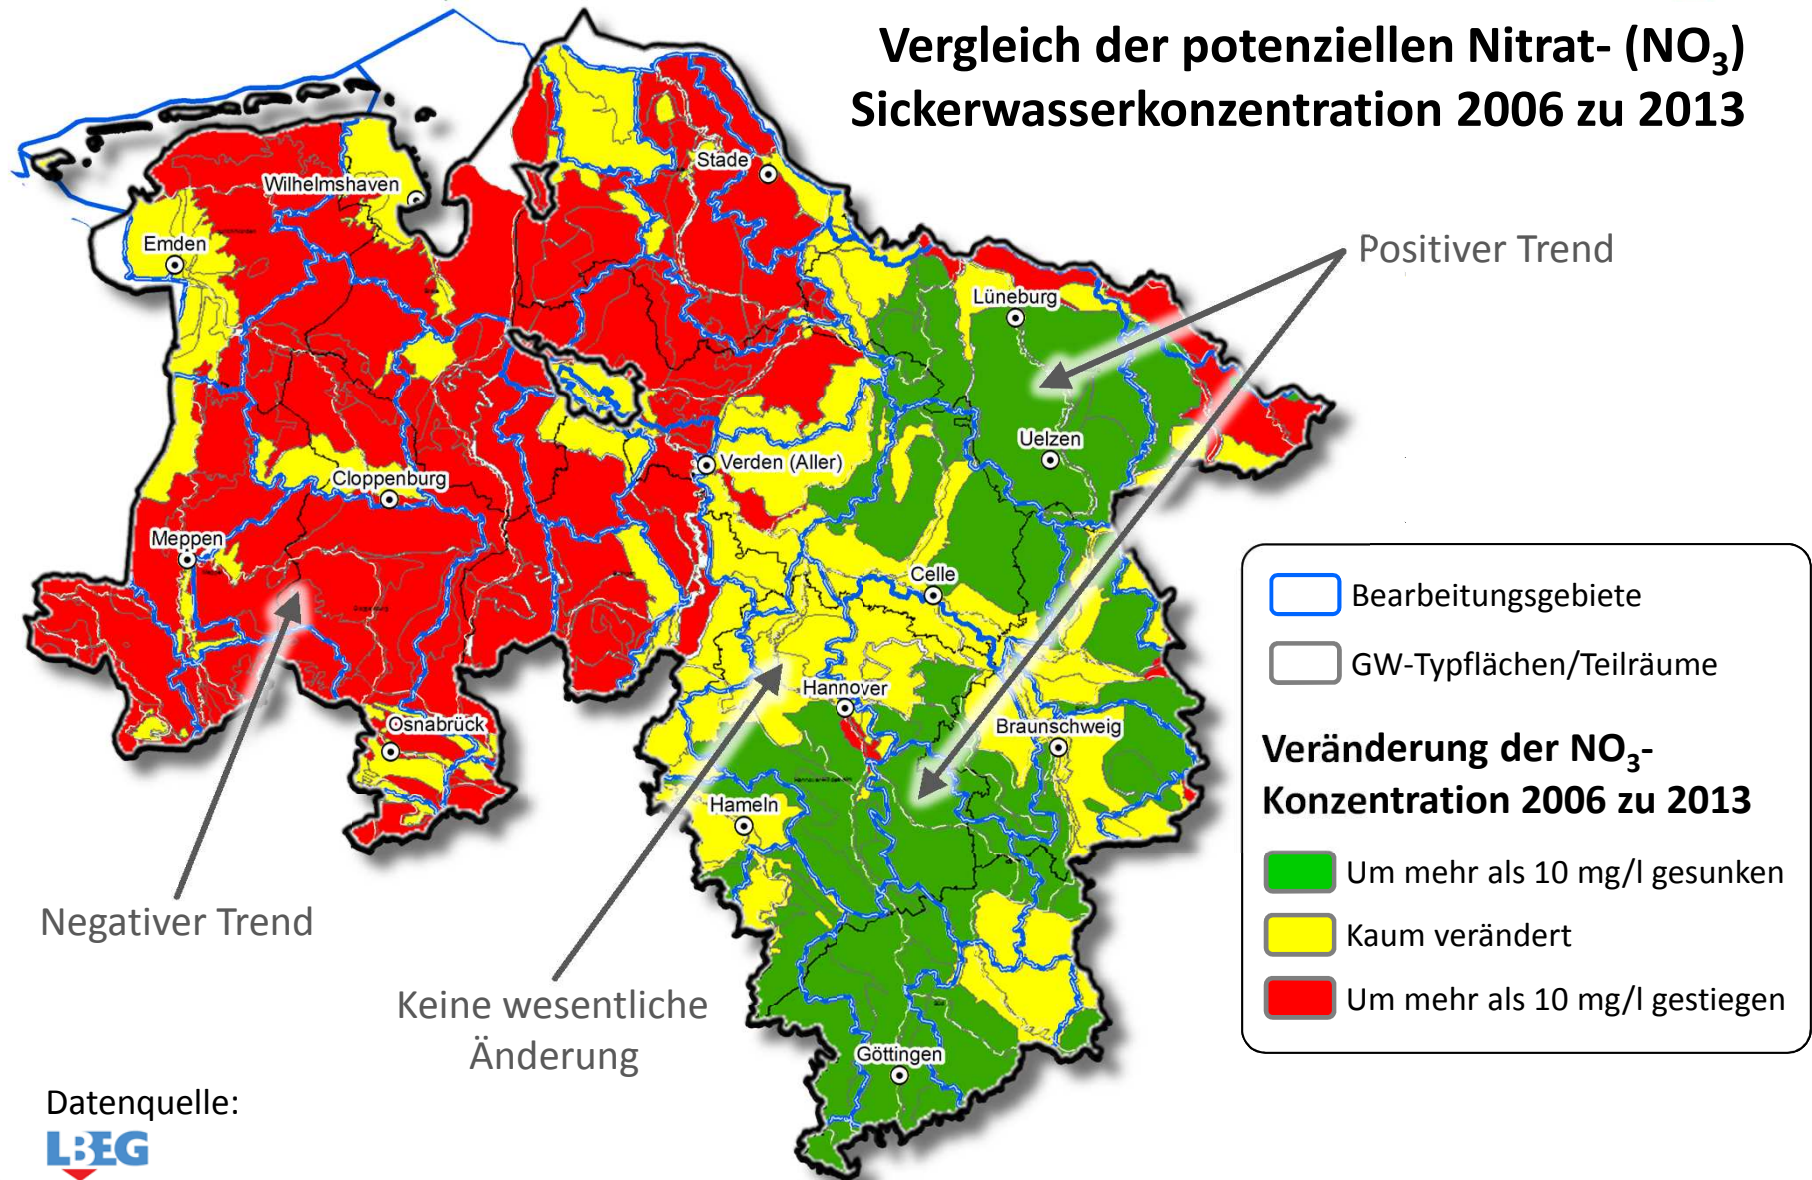 Vergleich der potenziellen Nitrat- (NO₃)
Sickerwasserkonzentration 2006 zu 2013
Stade
Wilhelmshaven
Emden
Positiver Trend
Lüneburg
Uelzen
Verden (Aller)
Cloppenburg
Meppen
Celle
Hannover
Osnabrück
Braunschweig
Hameln
Göttingen
Negativer Trend
Keine wesentliche
Änderung
Bearbeitungsgebiete
GW-Typflächen/Teilräume
Veränderung der NO₃-
Konzentration 2006 zu 2013
Um mehr als 10 mg/l gesunken
Kaum verändert
Um mehr als 10 mg/l gestiegen
Datenquelle:
LBEG